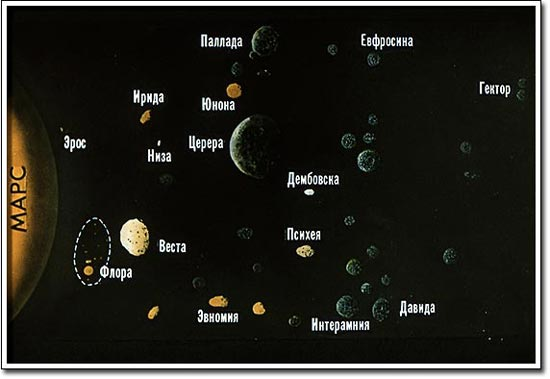 Паллада
Евфросина
Гектор
Ирида
Юнона
Эрос
Низа
Церера
МАРС
Дембовска
Веста
Психея
Флора
Эвномия
Интерамния
Давида